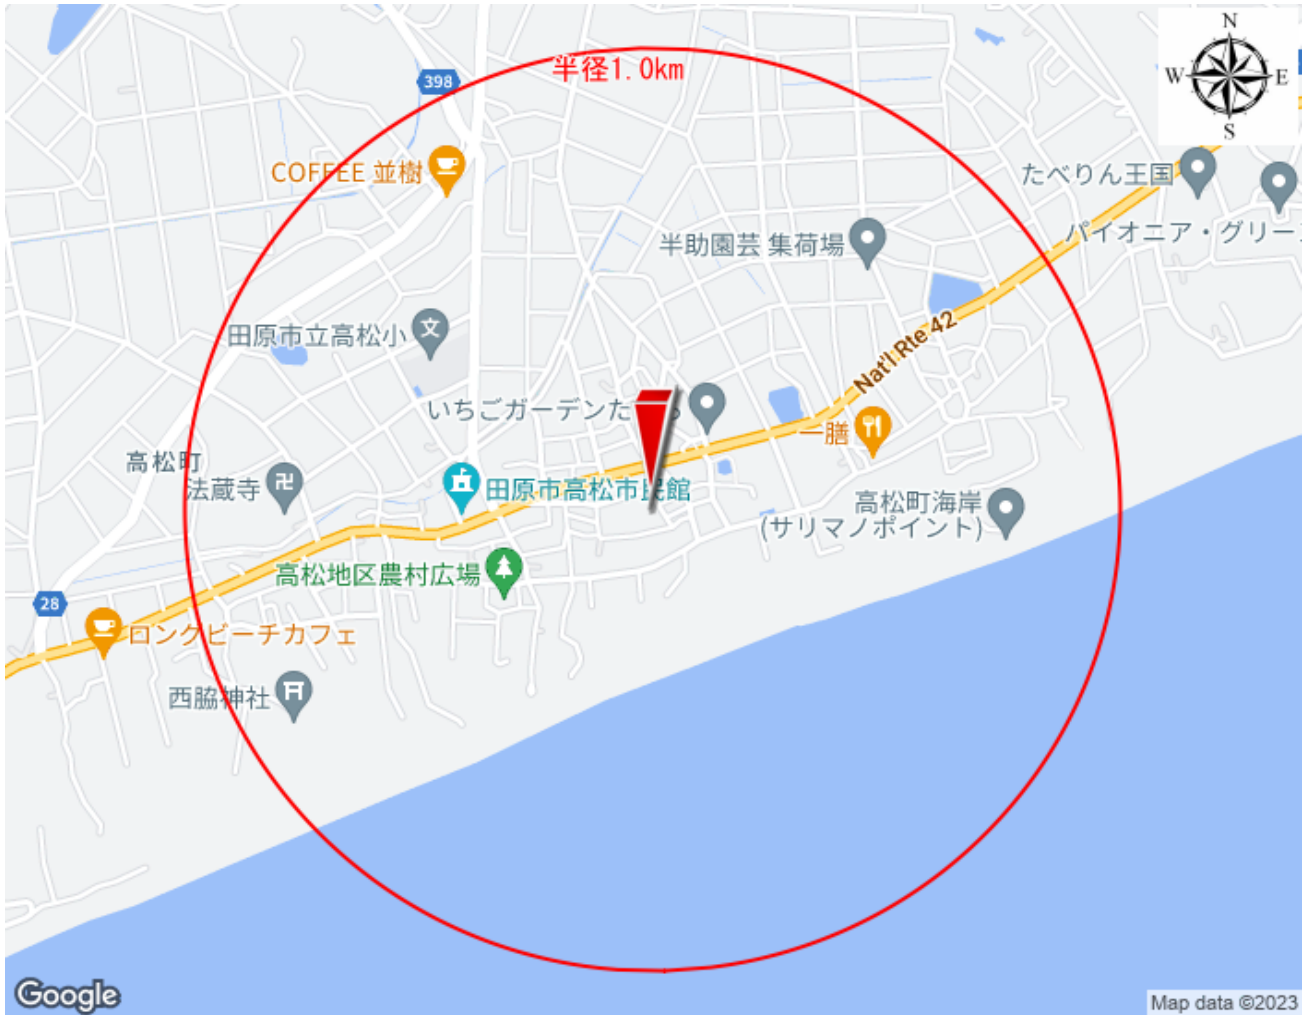 半径1.0km
N
W
E
S
398
COFFEE 並樹
たべりん王国
パイオニア・グリーン
半助園芸 集荷場
田原市立高松小
文
Nat'l Rte 42
いちごガーデンた
る
一膳
高松町
法蔵寺
田原市高松市民館
高松町海岸
(サリマノポイント)
高松地区農村広場
28
ロングビーチカフェ
西脇神社
Google
Map data ©2023